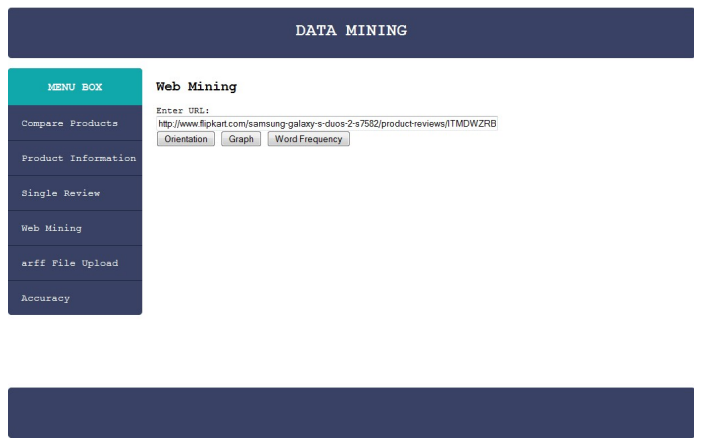 DATA MINING
MENU BOX
Compare Products
Product Information
Single Review
Web Mining
arff File Upload
Accuracy
Web Mining
Enter URL:
http://www.flipkart.com/samsung-galaxy-s-duos-2-s7582/product-reviews/ITMDWZRB
Orientation Graph Word Frequency